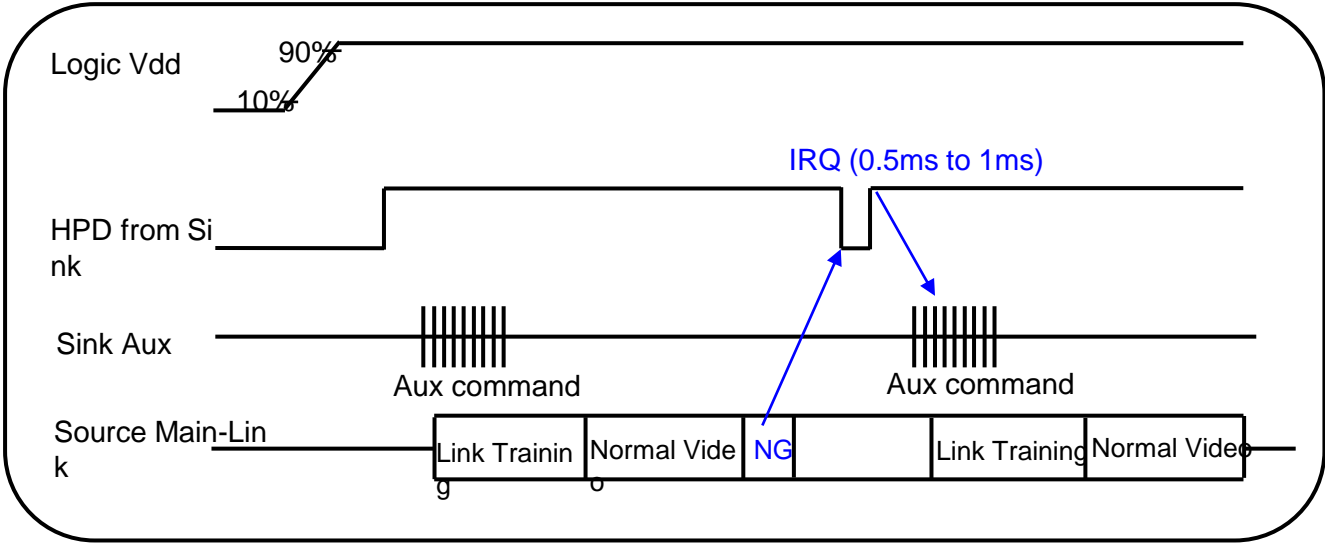 90%
Logic Vdd
10%
IRQ (0.5ms to 1ms)
HPD from Si
nk
Sink Aux
Aux command
Aux command
Source Main-Lin
k
Link Trainin
g
Normal Vide
o
NG
Link Training
Normal Video